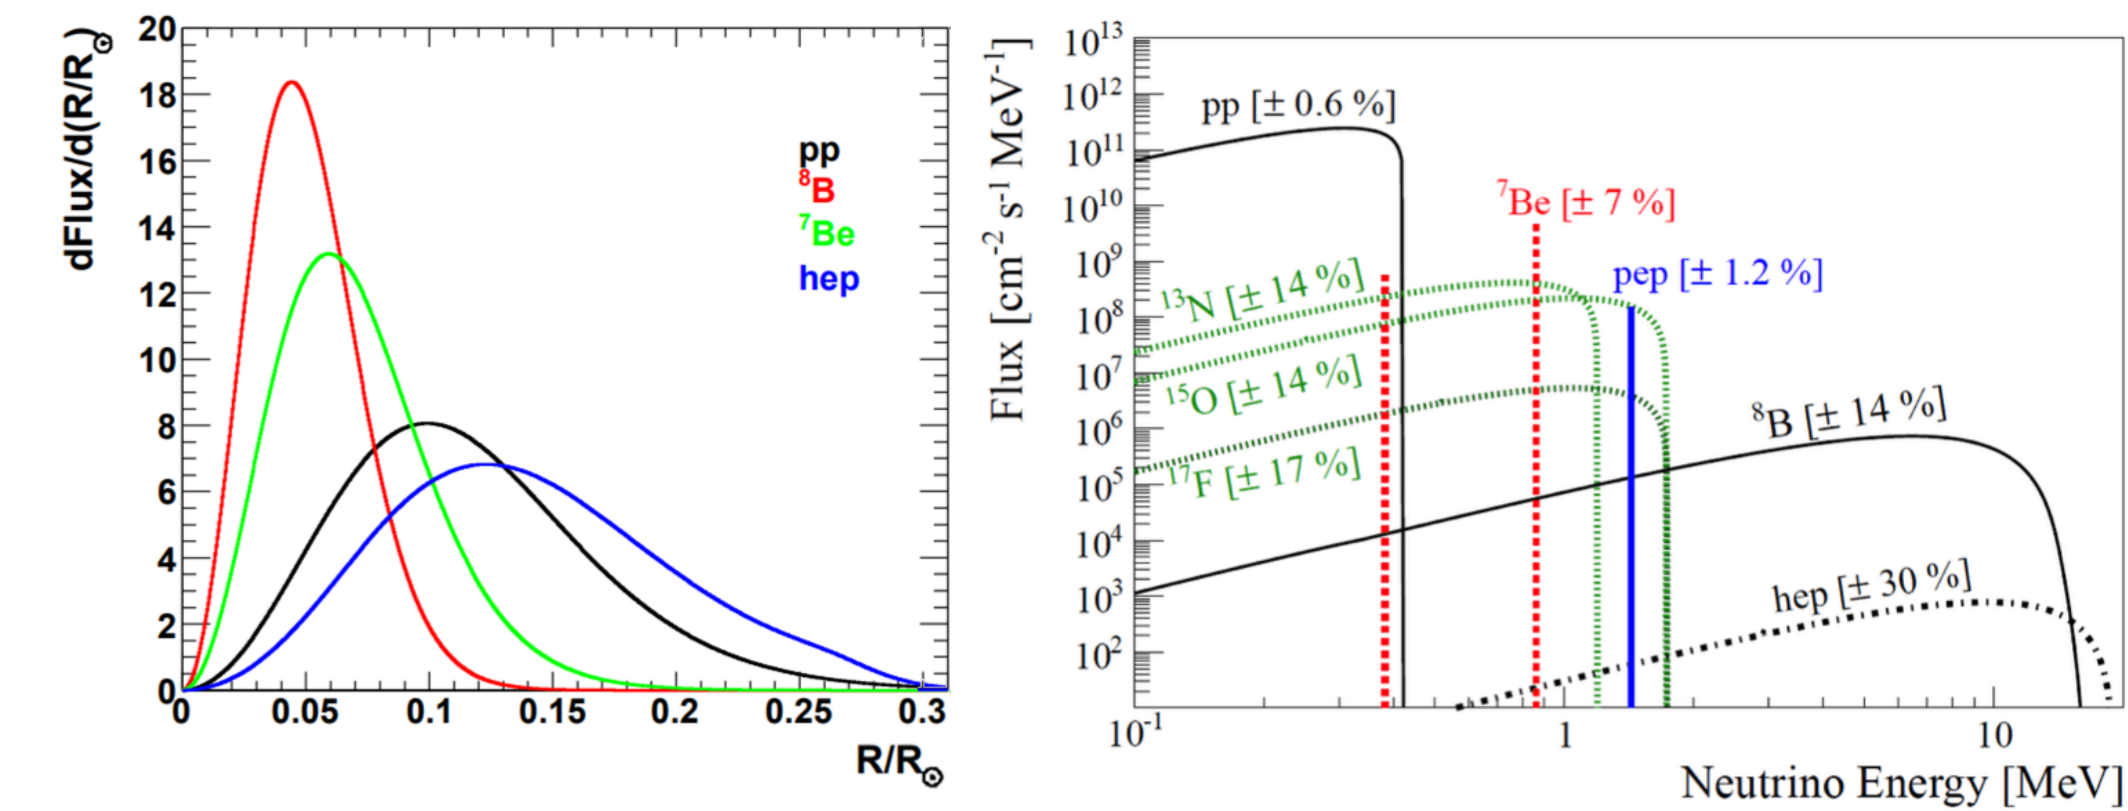 dFlux/d(R/R☉)
20
18
16
14
12
10
8
6
4
2
0
0 0.05 0.1 0.15 0.2 0.25 0.3
R/R☉
pp
⁸B
⁷Be
hep
Flux [cm⁻² s⁻¹ MeV⁻¹]
10¹³
10¹²
10¹¹
10¹⁰
10⁹
10⁸
10⁷
10⁶
10⁵
10⁴
10³
10²
pp [± 0.6 %]
⁷Be [± 7 %]
pep [± 1.2 %]
¹³N [± 14 %]
¹⁵O [± 14 %]
¹⁷F [± 17 %]
⁸B [± 14 %]
hep [± 30 %]
10⁻¹ 1 10
Neutrino Energy [MeV]